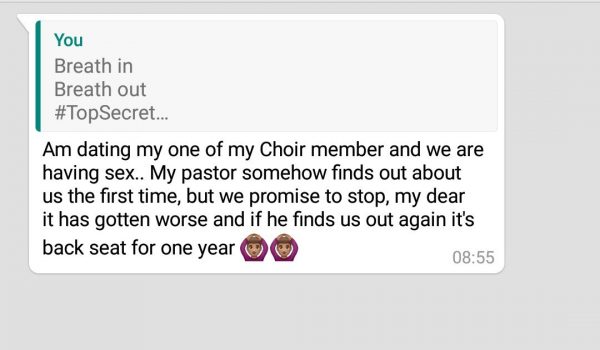 You
Breath in
Breath out
#TopSecret...
Am dating my one of my Choir member and we are
having sex.. My pastor somehow finds out about
us the first time, but we promise to stop, my dear
it has gotten worse and if he finds us out again it's
back seat for one year 🙆🏽🙆🏽
08:55